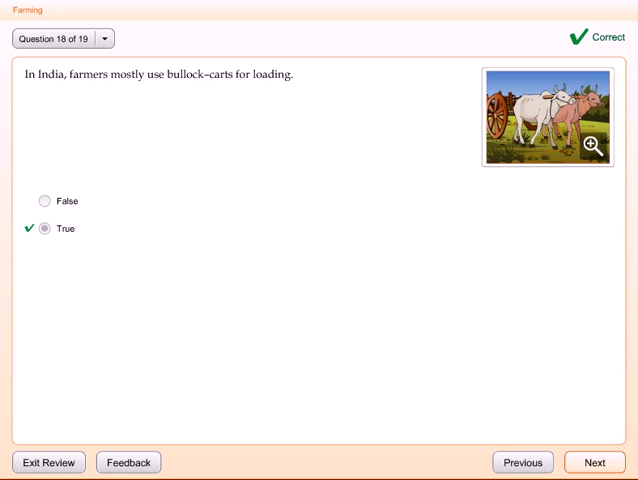 Farming
Question 18 of 19
Correct
In India, farmers mostly use bullock–carts for loading.
False
True
Exit Review
Feedback
Previous
Next